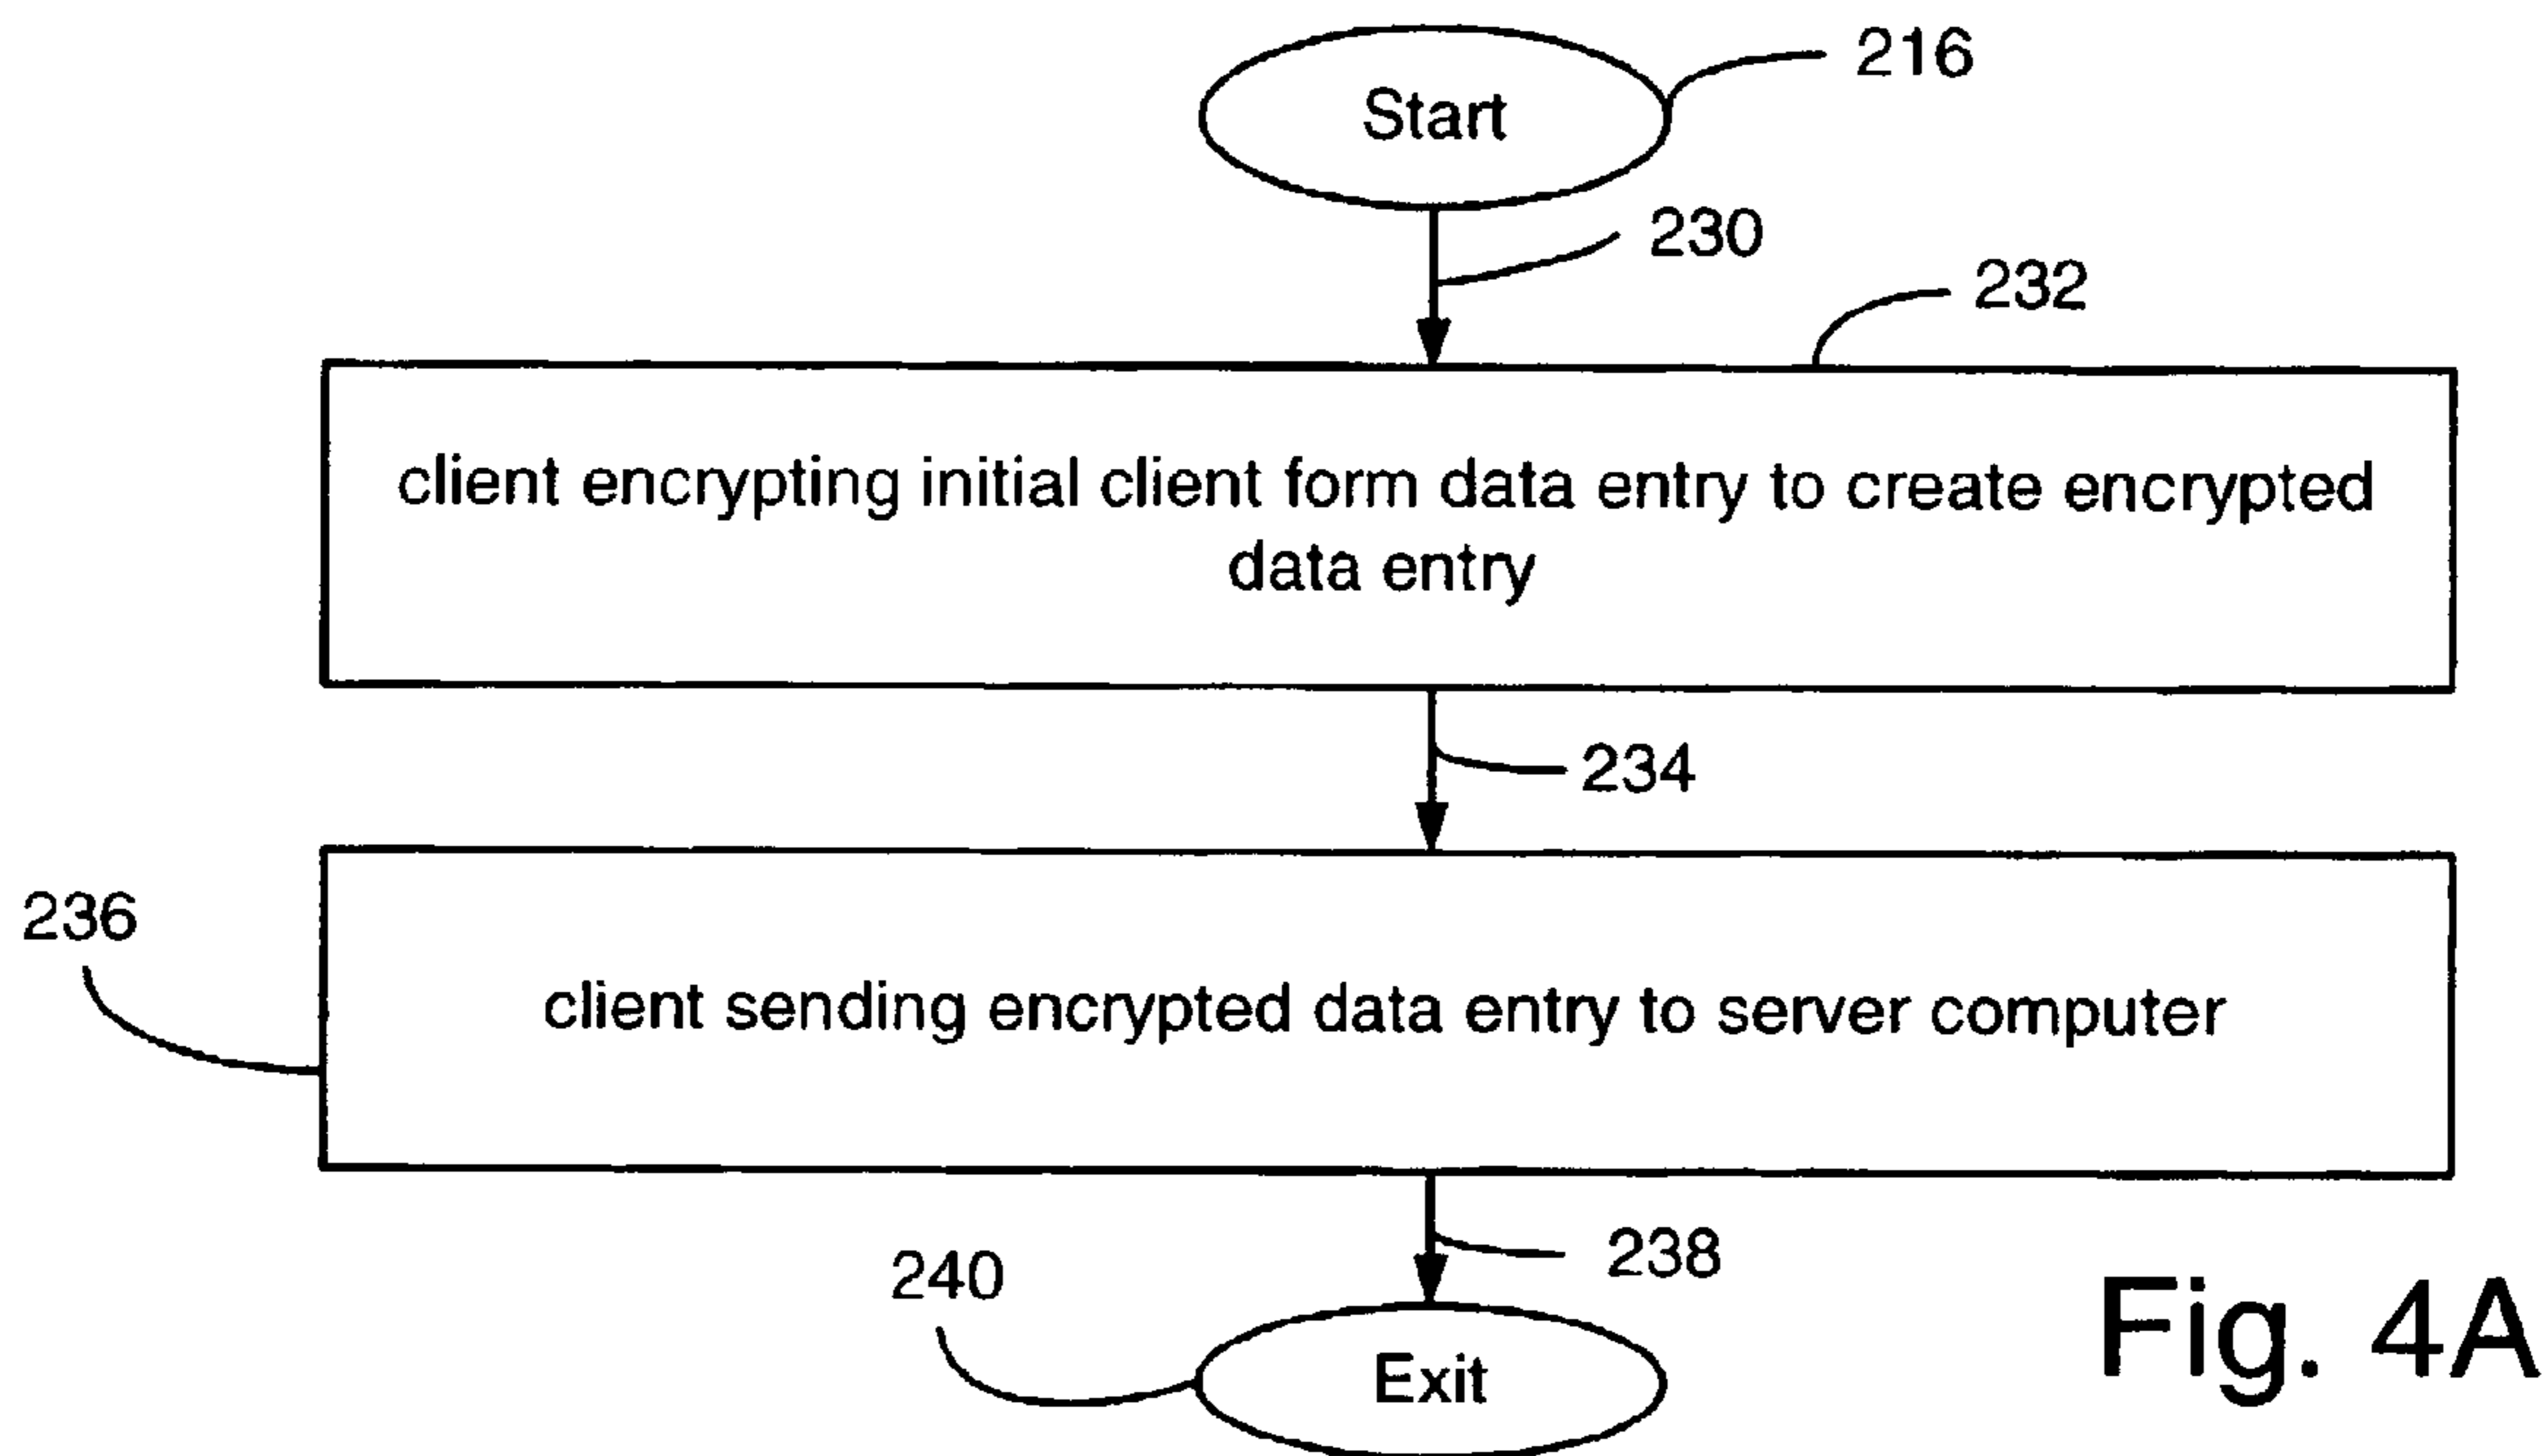 Start
216
230
232
client encrypting initial client form data entry to create encrypted
data entry
234
236
client sending encrypted data entry to server computer
238
240
Exit
Fig. 4A